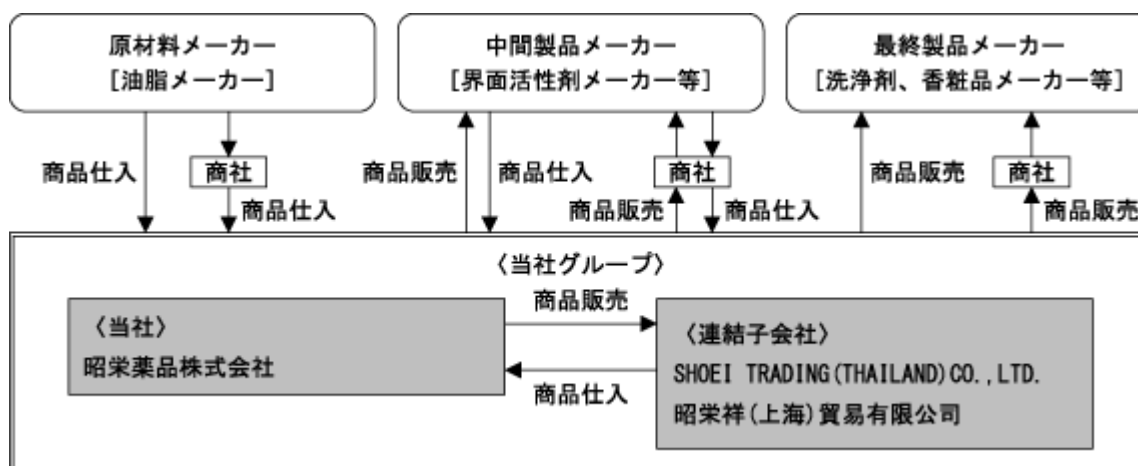 原材料メーカー
[油脂メーカー]
中間製品メーカー
[界面活性剤メーカー等]
最終製品メーカー
[洗浄剤、香粧品メーカー等]
商品仕入
商社
商品仕入
商品販売
商品仕入
商社
商品販売
商品仕入
商品販売
商社
商品販売
〈当社グループ〉
〈当社〉
昭栄薬品株式会社
商品販売
商品仕入
〈連結子会社〉
SHOEI TRADING(THAILAND)CO.,LTD.
昭栄祥(上海)貿易有限公司